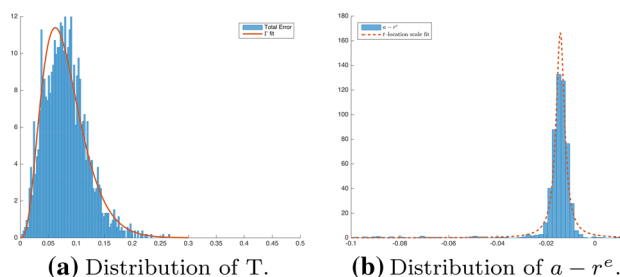 12
10
8
6
4
2
0
0 0.05 0.1 0.15 0.2 0.25 0.3 0.35 0.4 0.45 0.5
Total Error
Γ fit
(a) Distribution of T.
180
160
140
120
100
80
60
40
20
0
-0.1 -0.08 -0.06 -0.04 -0.02 0
a − rᵉ
t-location scale fit
(b) Distribution of a − rᵉ.